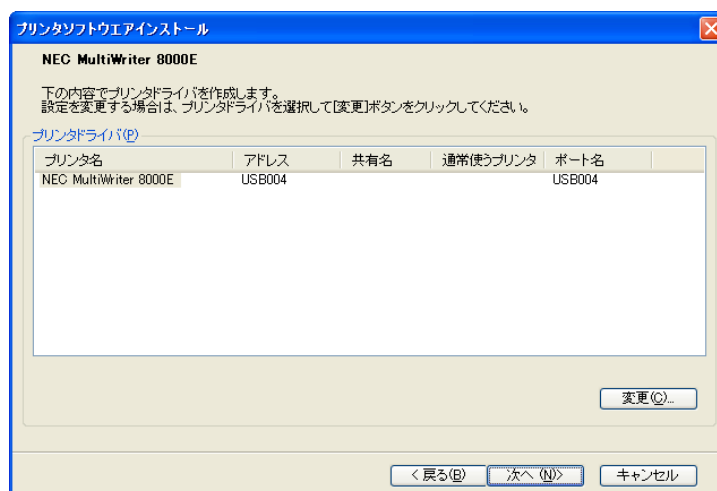 プリンタソフトウエアインストール
NEC MultiWriter 8000E
下の内容でプリンタドライバを作成します。
設定を変更する場合は、プリンタドライバを選択して[変更]ボタンをクリックしてください。
プリンタドライバ(P)
プリンタ名 アドレス 共有名 通常使うプリンタ ポート名
NEC MultiWriter 8000E USB004 USB004
変更(C)...
< 戻る(B) 次へ (N)> キャンセル